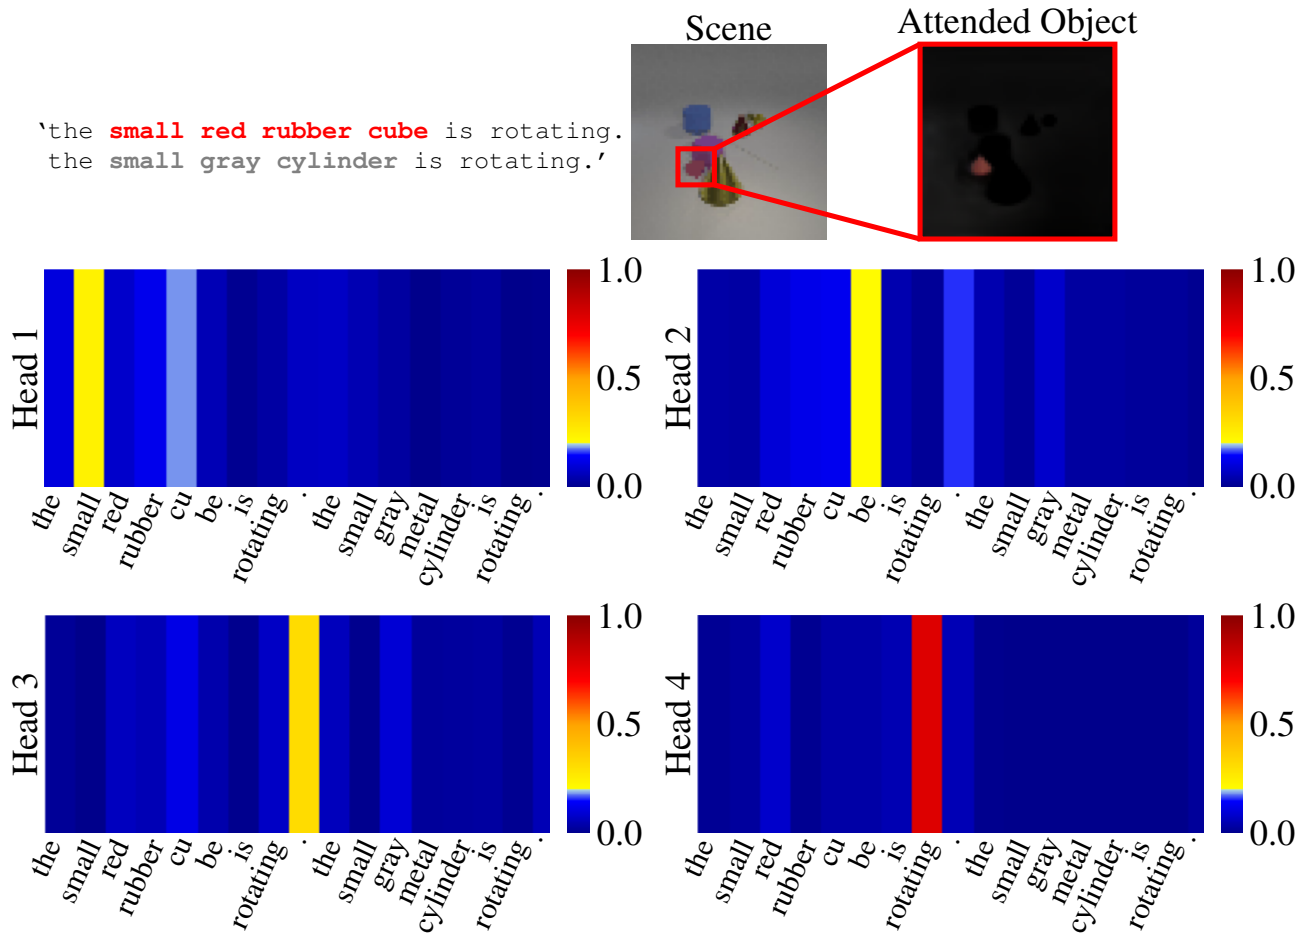 Scene
Attended Object
‘the small red rubber cube is rotating.
the small gray cylinder is rotating.’
Head 1
1.0
0.5
0.0
the small red rubber cu be is rotating . the small gray metal cylinder is rotating .
Head 2
1.0
0.5
0.0
the small red rubber cu be is rotating . the small gray metal cylinder is rotating .
Head 3
1.0
0.5
0.0
the small red rubber cu be is rotating . the small gray metal cylinder is rotating .
Head 4
1.0
0.5
0.0
the small red rubber cu be is rotating . the small gray metal cylinder is rotating .